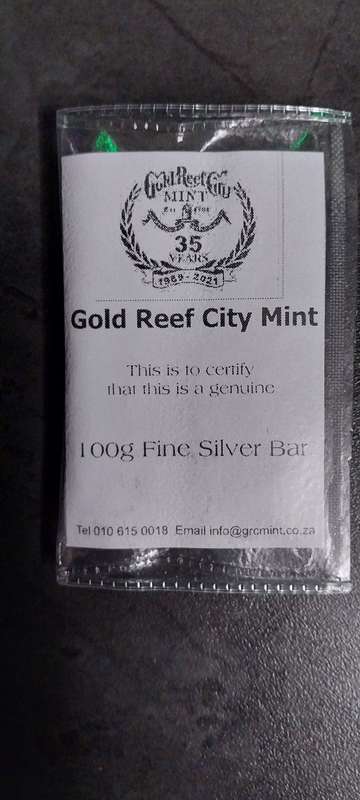 Gold Reef City
MINT
35
YEARS
1986 - 2021
Gold Reef City Mint
This is to certify
that this is a genuine
100g Fine Silver Bar
Tel 010 615 0018 Email info@grcmint.co.za